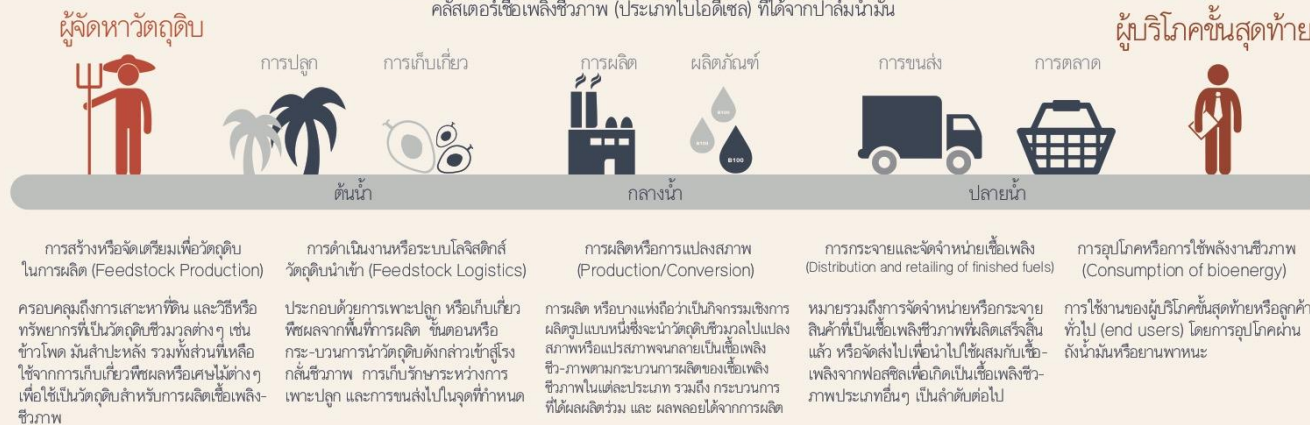 คลัสเตอร์เชื้อเพลิงชีวภาพ (ประเภทไบโอดีเซล) ที่ได้จากปาล์มน้ำมัน
ผู้จัดหาวัตถุดิบ
ผู้บริโภคขั้นสุดท้าย
การปลูก
การเก็บเกี่ยว
การผลิต
ผลิตภัณฑ์
การขนส่ง
การตลาด
B100
B100
B100
ต้นน้ำ
กลางน้ำ
ปลายน้ำ
การสร้างหรือจัดเตรียมเพื่อวัตถุดิบ
ในการผลิต (Feedstock Production)
ครอบคลุมถึงการเสาะหาที่ดิน และวิธีหรือ
ทรัพยากรที่เป็นวัตถุดิบชีวมวลต่างๆ เช่น
ข้าวโพด มันสำปะหลัง รวมทั้งส่วนที่เหลือ
ใช้จากการเก็บเกี่ยวพืชผลหรือเศษไม้ต่างๆ
เพื่อใช้เป็นวัตถุดิบสำหรับการผลิตเชื้อเพลิง-
ชีวภาพ
การดำเนินงานหรือระบบโลจิสติกส์
วัตถุดิบนำเข้า (Feedstock Logistics)
ประกอบด้วยการเพาะปลูก หรือเก็บเกี่ยว
พืชผลจากพื้นที่การผลิต ขั้นตอนหรือ
กระ-บวนการนำวัตถุดิบดังกล่าวเข้าสู่โรง
กลั่นชีวภาพ การเก็บรักษาระหว่างการ
เพาะปลูก และการขนส่งไปในจุดที่กำหนด
การผลิตหรือการแปลงสภาพ
(Production/Conversion)
การผลิต หรือบางแห่งถือว่าเป็นกิจกรรมเชิงการ
ผลิตรูปแบบหนึ่งซึ่งจะนำวัตถุดิบชีวมวลไปแปลง
สภาพหรือแปรสภาพจนกลายเป็นเชื้อเพลิง
ชีว-ภาพตามกระบวนการผลิตของเชื้อเพลิง
ชีวภาพในแต่ละประเภท รวมถึง กระบวนการ
ที่ได้ผลผลิตร่วม และ ผลพลอยได้จากการผลิต
การกระจายและจัดจำหน่ายเชื้อเพลิง
(Distribution and retailing of finished fuels)
หมายรวมถึงการจัดจำหน่ายหรือกระจาย
สินค้าที่เป็นเชื้อเพลิงชีวภาพที่ผลิตเสร็จสิ้น
แล้ว หรือจัดส่งไปเพื่อนำไปใช้ผสมกับเชื้อ-
เพลิงจากฟอสซิลเพื่อเกิดเป็นเชื้อเพลิงชีว-
ภาพประเภทอื่นๆ เป็นลำดับต่อไป
การอุปโภคหรือการใช้พลังงานชีวภาพ
(Consumption of bioenergy)
การใช้งานของผู้บริโภคขั้นสุดท้ายหรือลูกค้า
ทั่วไป (end users) โดยการอุปโภคผ่าน
ถังน้ำมันหรือยานพาหนะ